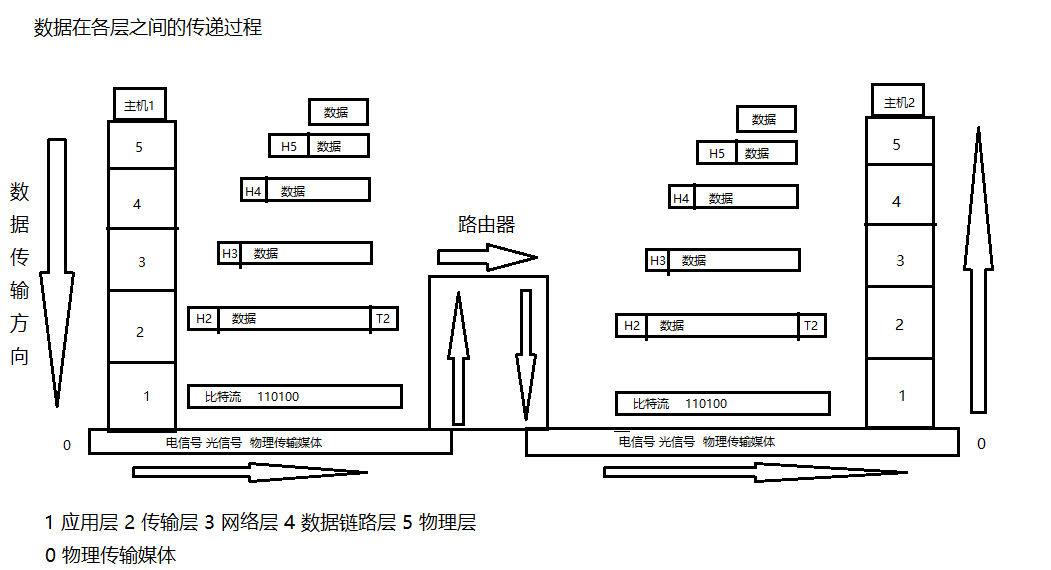 数据在各层之间的传递过程
主机1
主机2
数据
数据
5
H5 数据
H5 数据
5
4
H4 数据
H4 数据
4
数据传输方向
路由器
3
H3 数据
H3 数据
3
2
H2 数据 T2
H2 数据 T2
2
1
比特流 110100
比特流 110100
1
0
电信号 光信号 物理传输媒体
电信号 光信号 物理传输媒体
0
1 应用层 2 传输层 3 网络层 4 数据链路层 5 物理层
0 物理传输媒体